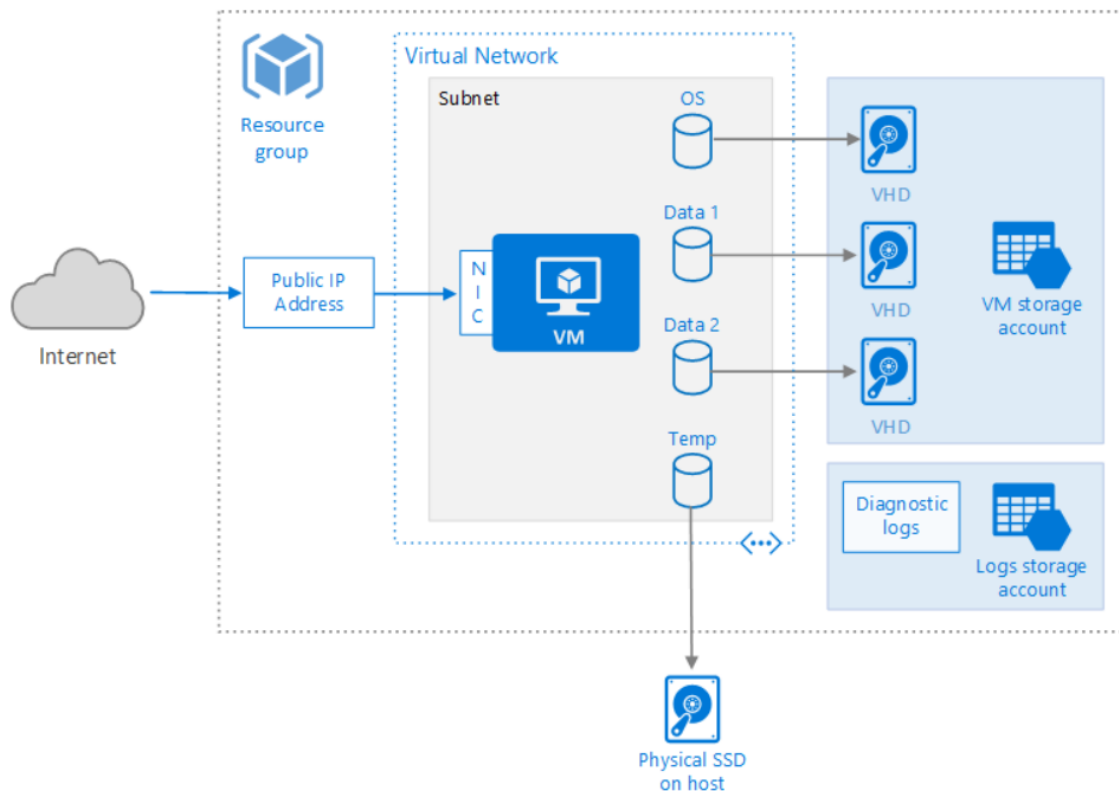 Resource
group
Virtual Network
Subnet
OS
VHD
Data 1
VHD
Data 2
VHD
Temp
N
I
C
VM
Public IP
Address
Internet
VM storage
account
Diagnostic
logs
Logs storage
account
Physical SSD
on host